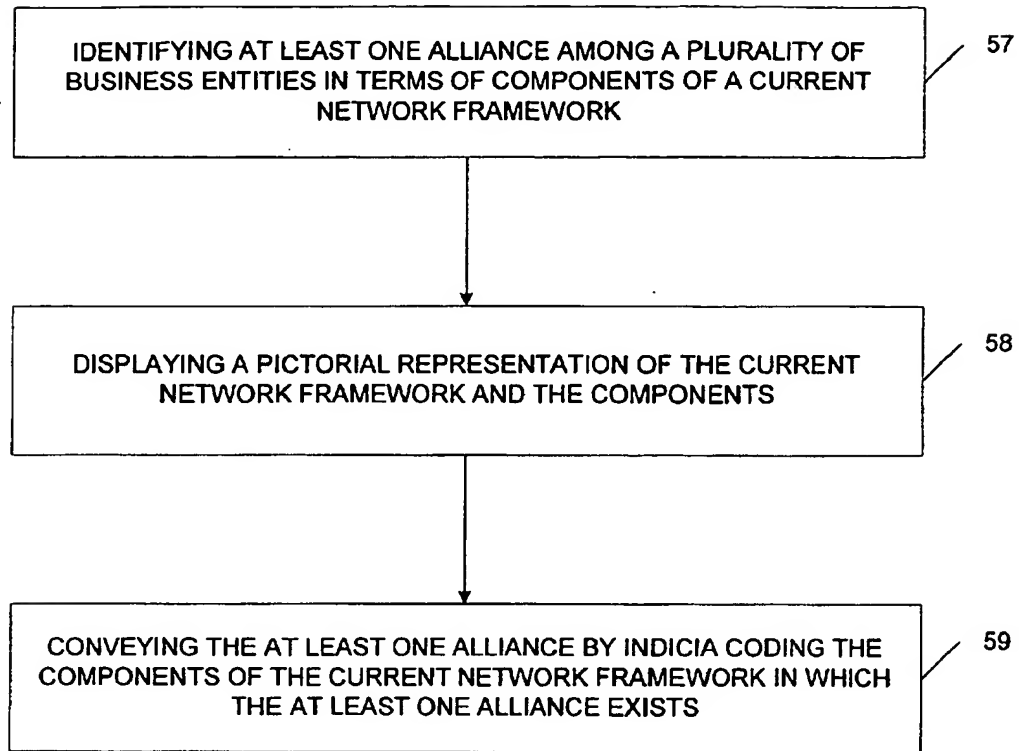 IDENTIFYING AT LEAST ONE ALLIANCE AMONG A PLURALITY OF
BUSINESS ENTITIES IN TERMS OF COMPONENTS OF A CURRENT
NETWORK FRAMEWORK
57
DISPLAYING A PICTORIAL REPRESENTATION OF THE CURRENT
NETWORK FRAMEWORK AND THE COMPONENTS
58
CONVEYING THE AT LEAST ONE ALLIANCE BY INDICIA CODING THE
COMPONENTS OF THE CURRENT NETWORK FRAMEWORK IN WHICH
THE AT LEAST ONE ALLIANCE EXISTS
59